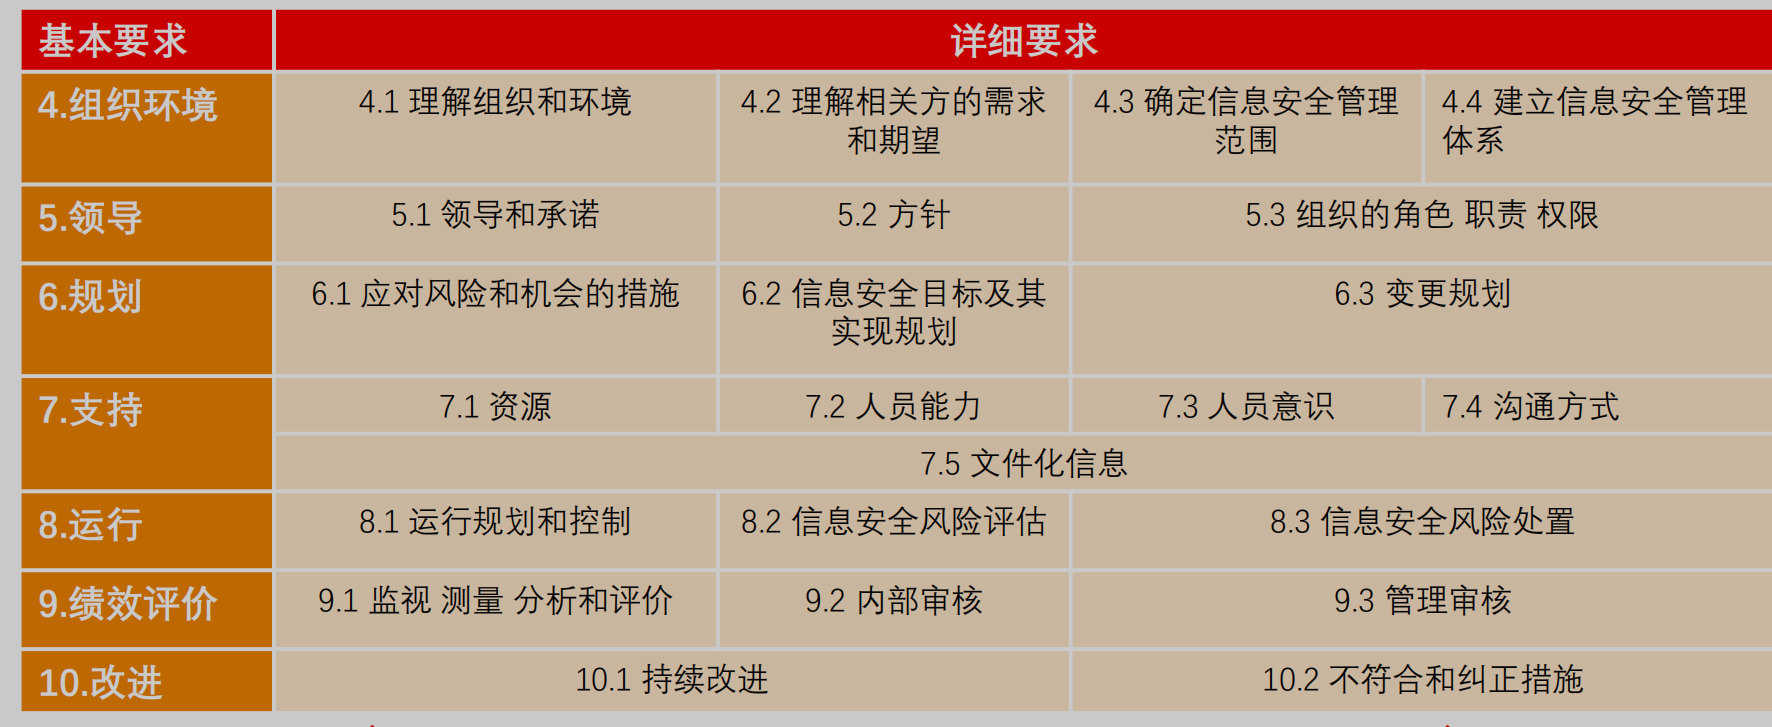 基本要求 详细要求
4.组织环境 4.1 理解组织和环境 4.2 理解相关方的需求 4.3 确定信息安全管理 4.4 建立信息安全管理
和期望 范围 体系
5.领导 5.1 领导和承诺 5.2 方针 5.3 组织的角色 职责 权限
6.规划 6.1 应对风险和机会的措施 6.2 信息安全目标及其 6.3 变更规划
实现规划
7.支持 7.1 资源 7.2 人员能力 7.3 人员意识 7.4 沟通方式
7.5 文件化信息
8.运行 8.1 运行规划和控制 8.2 信息安全风险评估 8.3 信息安全风险处置
9.绩效评价 9.1 监视 测量 分析和评价 9.2 内部审核 9.3 管理审核
10.改进 10.1 持续改进 10.2 不符合和纠正措施